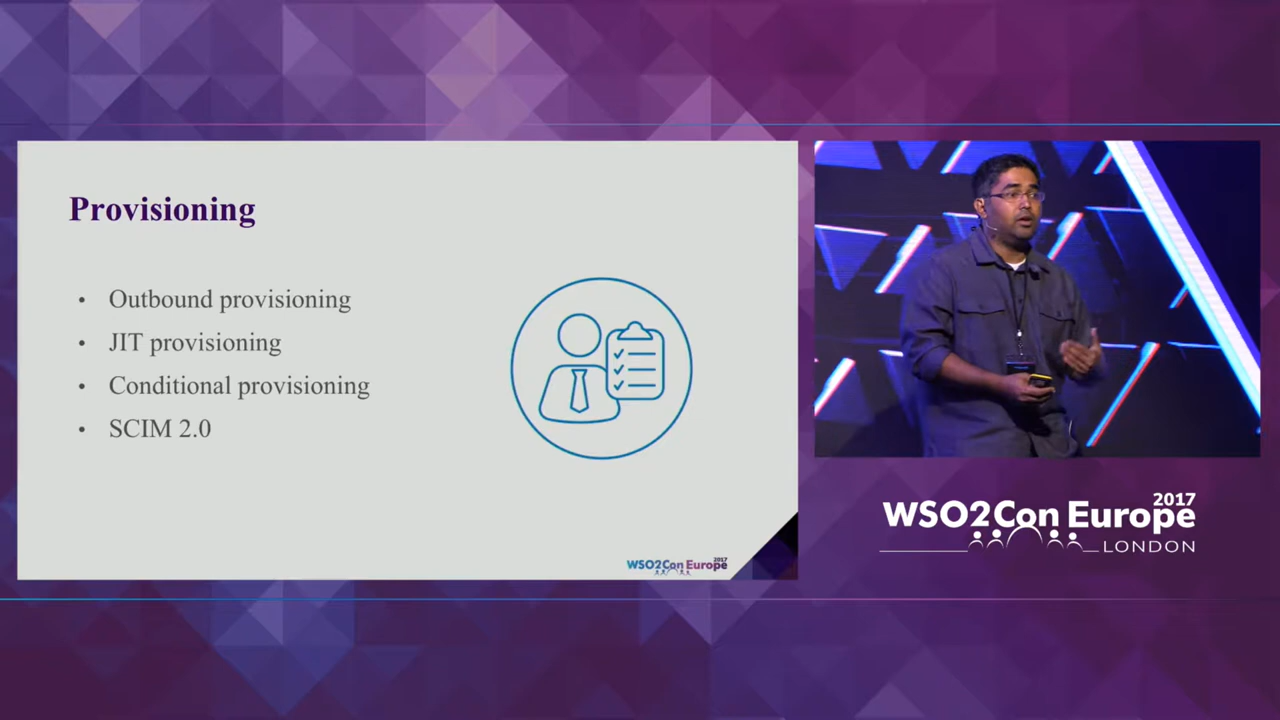 Provisioning
• Outbound provisioning
• JIT provisioning
• Conditional provisioning
• SCIM 2.0
WSO2Con Europe 2017
WSO2Con Europe 2017
LONDON